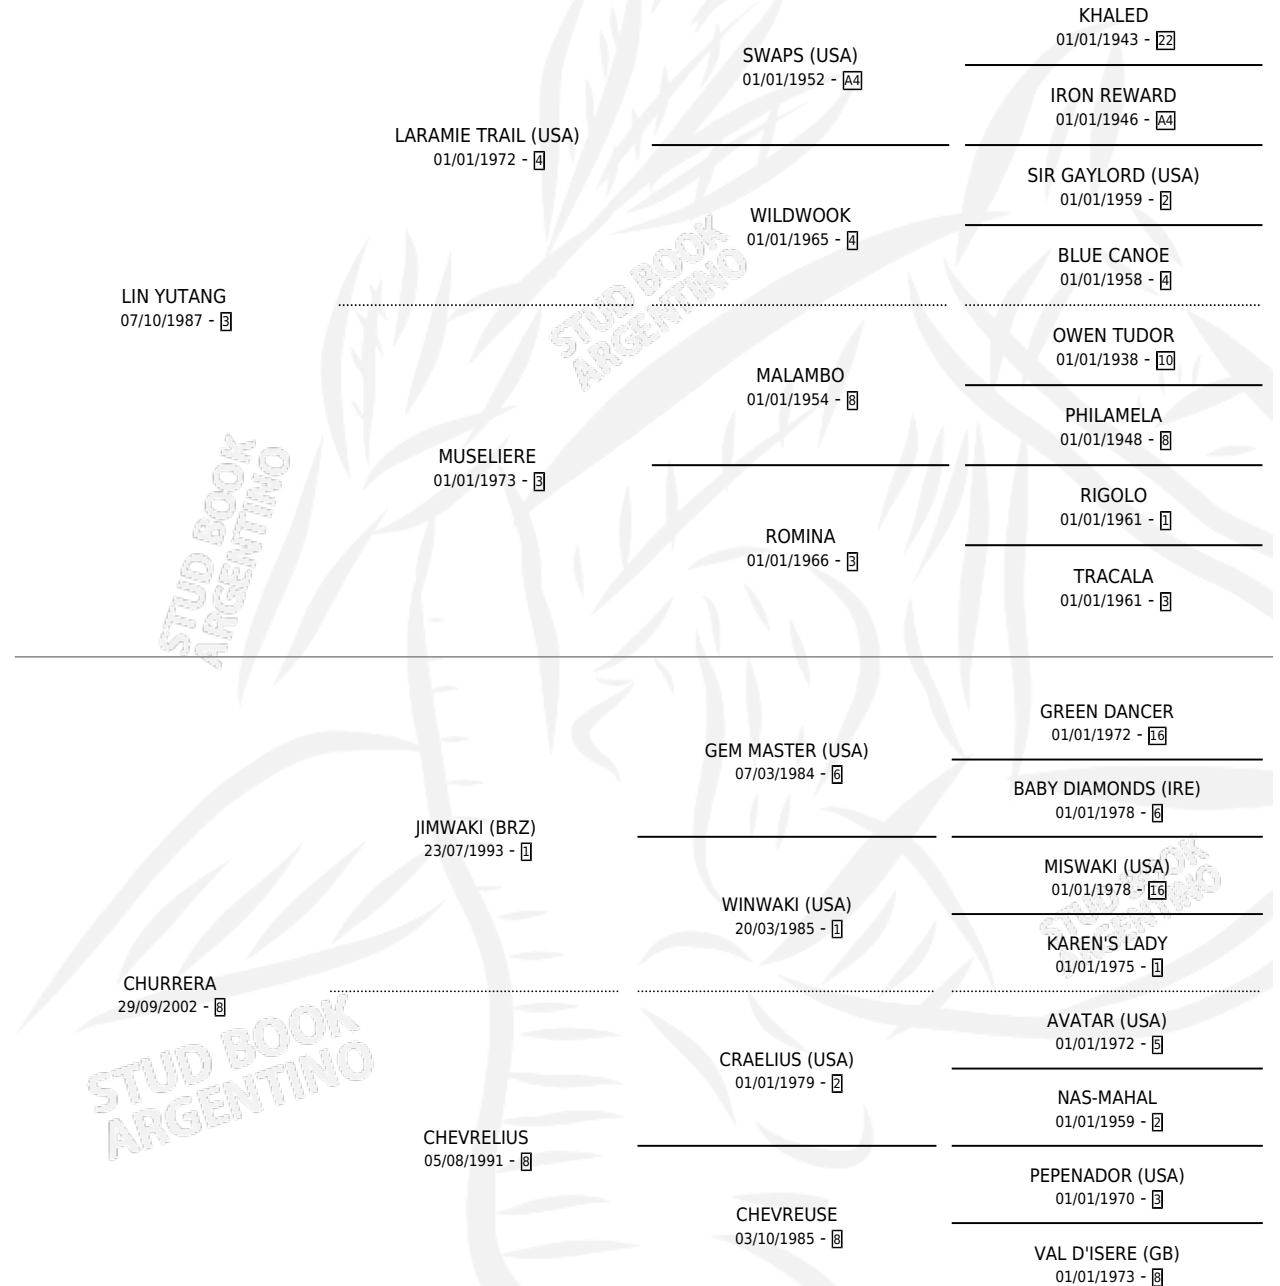 KHALED
01/01/1943 - 22
SWAPS (USA)
01/01/1952 - A4
IRON REWARD
01/01/1946 - A4
LARAMIE TRAIL (USA)
01/01/1972 - 4
SIR GAYLORD (USA)
01/01/1959 - 2
WILDWOOK
01/01/1965 - 4
BLUE CANOE
01/01/1958 - 4
LIN YUTANG
07/10/1987 - 3
STUD BOOK
ARGENTINO
OWEN TUDOR
01/01/1938 - 10
MALAMBO
01/01/1954 - 8
PHILAMELA
01/01/1948 - 8
MUSELIERE
01/01/1973 - 3
RIGOLO
01/01/1961 - 1
ROMINA
01/01/1966 - 3
TRACALA
01/01/1961 - 3
STUD BOOK
ARGENTINO
GREEN DANCER
01/01/1972 - 16
GEM MASTER (USA)
07/03/1984 - 6
BABY DIAMONDS (IRE)
01/01/1978 - 6
JIMWAKI (BRZ)
23/07/1993 - 1
MISWAKI (USA)
01/01/1978 - 16
WINWAKI (USA)
20/03/1985 - 1
KAREN'S LADY
01/01/1975 - 1
STUD BOOK
ARGENTINO
CHURRERA
29/09/2002 - 8
AVATAR (USA)
01/01/1972 - 5
CRAELIUS (USA)
01/01/1979 - 2
NAS-MAHAL
01/01/1959 - 2
STUD BOOK
ARGENTINO
CHEVRELIUS
05/08/1991 - 8
PEPENADOR (USA)
01/01/1970 - 3
CHEVREUSE
03/10/1985 - 8
VAL D'ISERE (GB)
01/01/1973 - 8